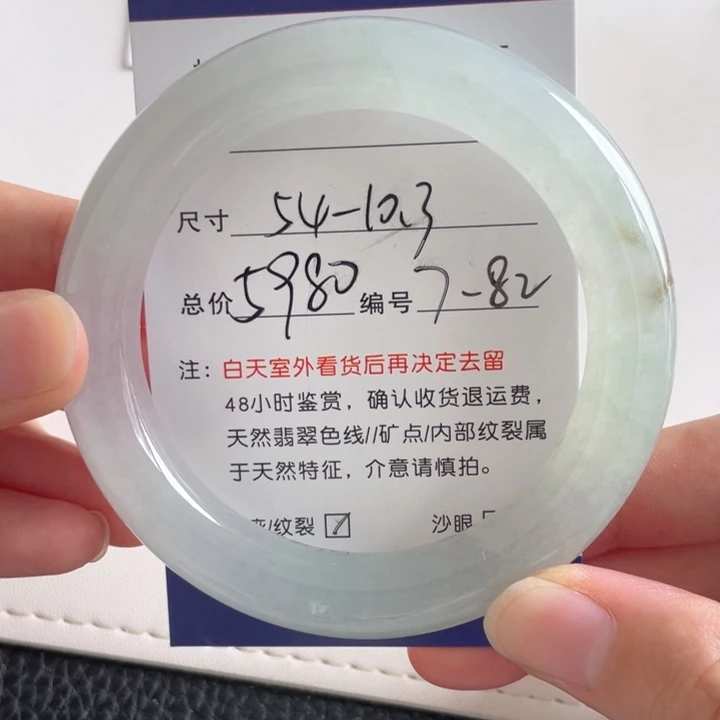 尺寸 54-10.3
总价 5980 编号 7-82
注：白天室外看货后再决定去留
48小时鉴赏，确认收货退运费，
天然翡翠色线//矿点/内部纹裂属
于天然特征，介意请慎拍。
/纹裂 沙眼